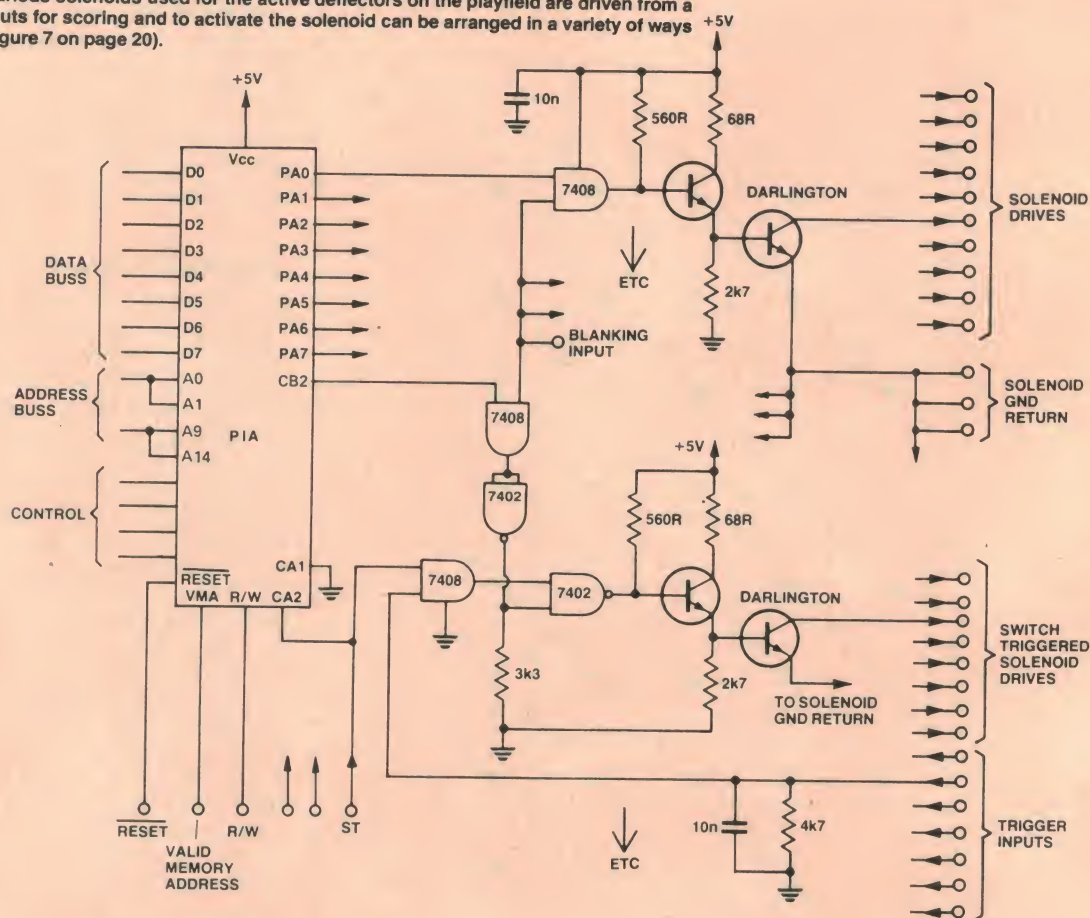 solenoids used for the active deflectors on the playfield are driven from a
for scoring and to activate the solenoid can be arranged in a variety of ways
7 on page 20).
+5V
+5V
10n
560R
68R
Vcc
D0
D1
D2
D3
D4
D5
D6
D7
DATA
BUSS
PA0
PA1
PA2
PA3
PA4
PA5
PA6
PA7
CB2
7408
DARLINGTON
SOLENOID
DRIVES
ETC
2k7
BLANKING
INPUT
ADDRESS
BUSS
A0
A1
A9
A14
PIA
7408
SOLENOID
GND
RETURN
+5V
7402
560R
68R
CONTROL
CA1
RESET
VMA
R/W
CA2
7408
7402
DARLINGTON
SWITCH
TRIGGERED
SOLENOID
DRIVES
3k3
2k7
TO SOLENOID
GND RETURN
RESET
VALID
MEMORY
ADDRESS
R/W
ST
ETC
10n
4k7
TRIGGER
INPUTS